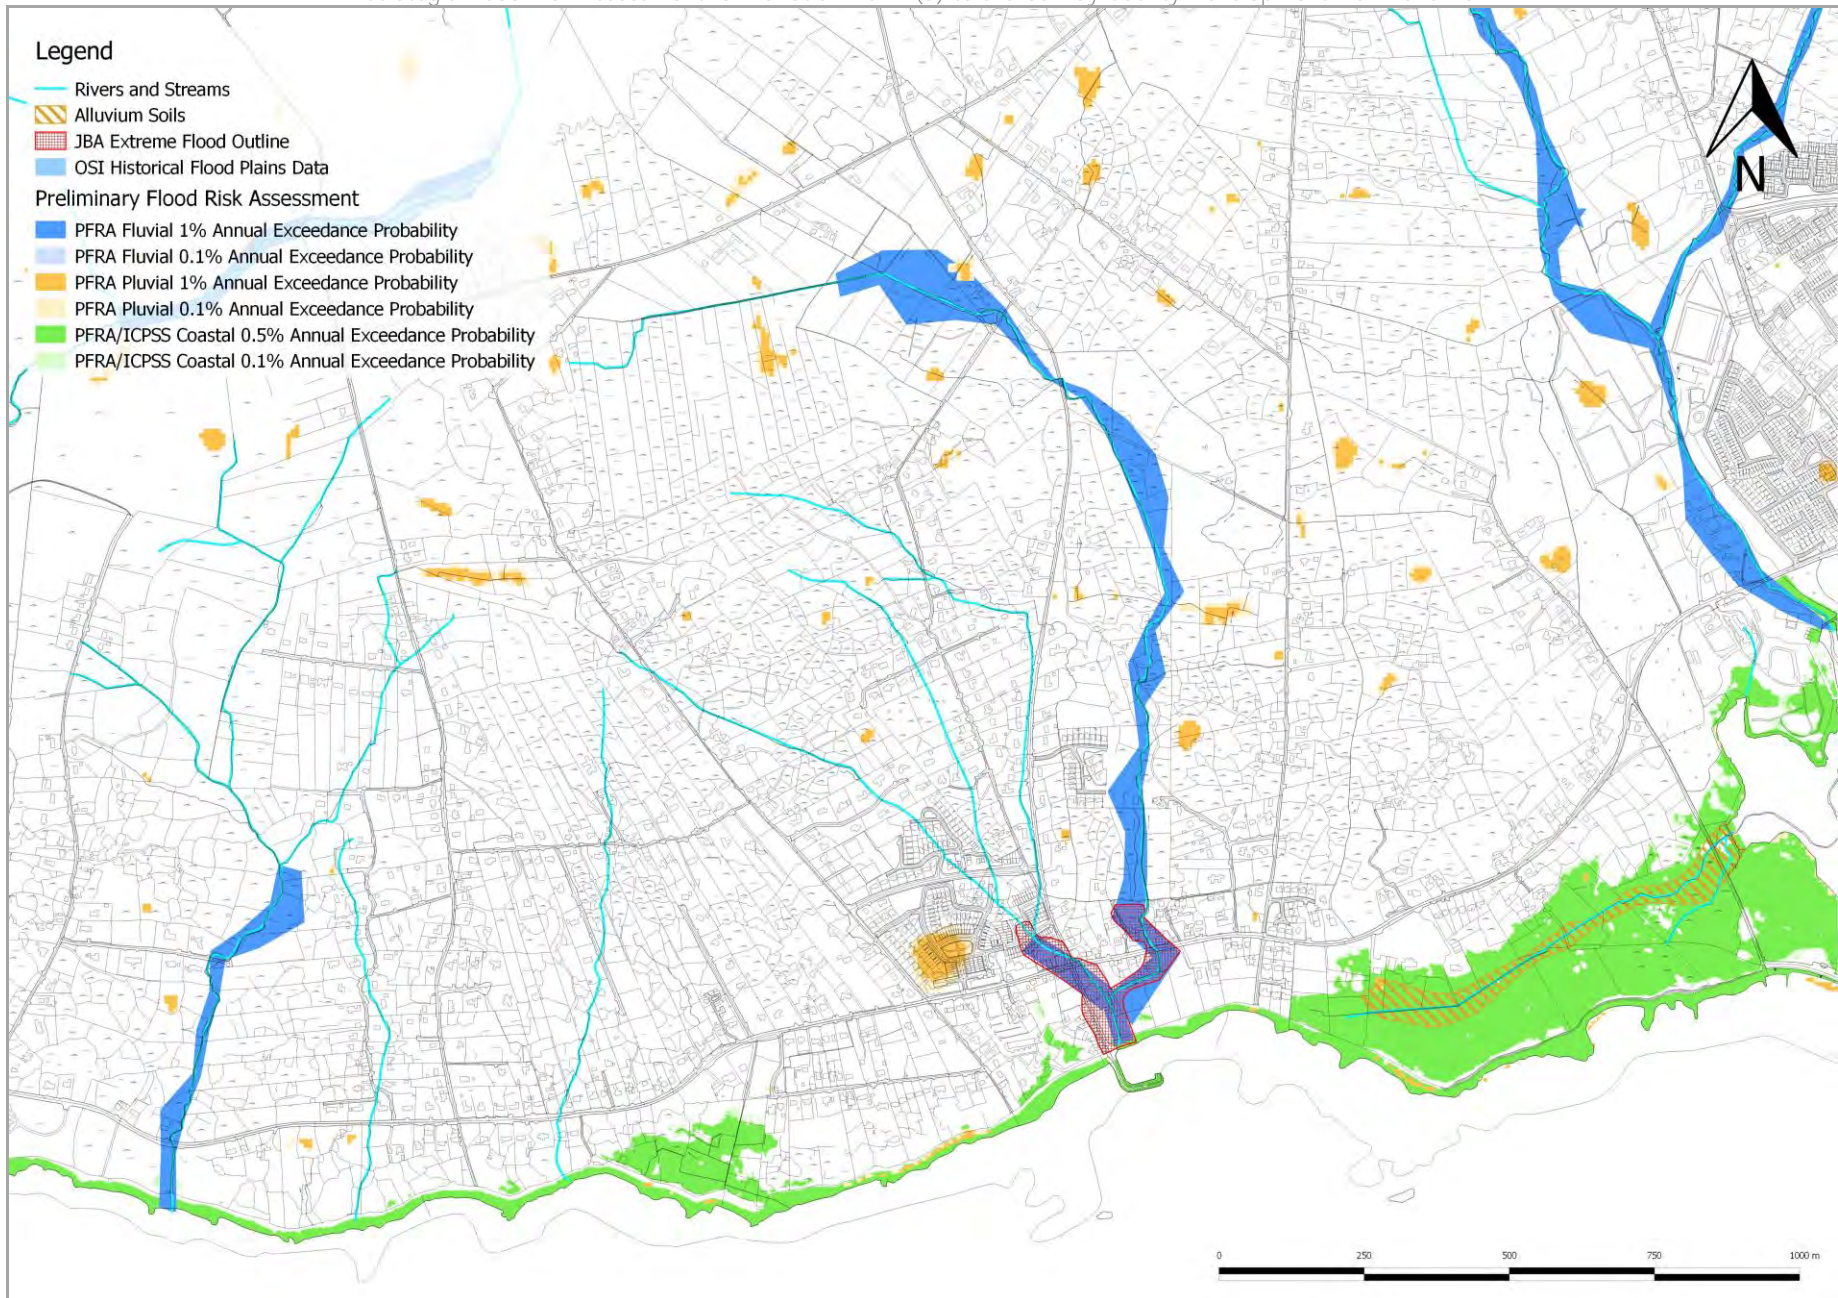 Legend
Rivers and Streams
Alluvium Soils
JBA Extreme Flood Outline
OSI Historical Flood Plains Data
Preliminary Flood Risk Assessment
PFRA Fluvial 1% Annual Exceedance Probability
PFRA Fluvial 0.1% Annual Exceedance Probability
PFRA Pluvial 1% Annual Exceedance Probability
PFRA Pluvial 0.1% Annual Exceedance Probability
PFRA/ICPSS Coastal 0.5% Annual Exceedance Probability
PFRA/ICPSS Coastal 0.1% Annual Exceedance Probability
N
0 250 500 750 1000 m